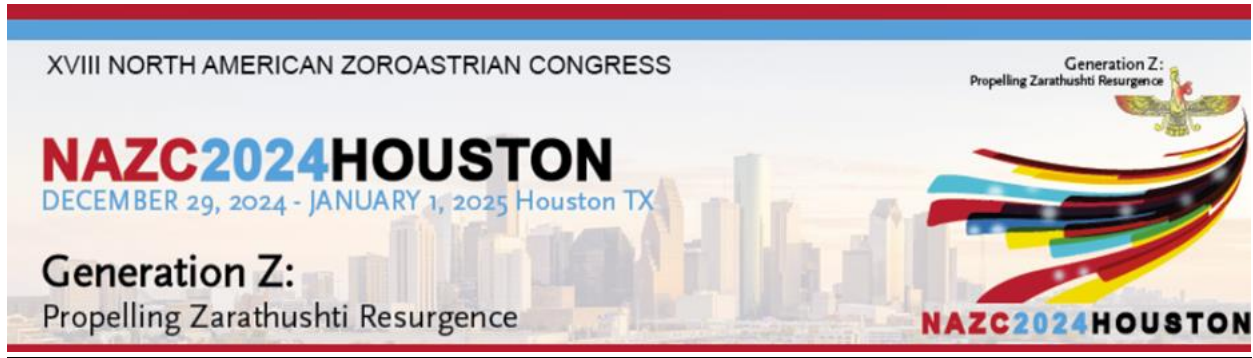 XVIII NORTH AMERICAN ZOROASTRIAN CONGRESS
NAZC2024HOUSTON
DECEMBER 29, 2024 - JANUARY 1, 2025 Houston TX
Generation Z:
Propelling Zarathushti Resurgence
Generation Z:
Propelling Zarathushti Resurgence
NAZC2024HOUSTON